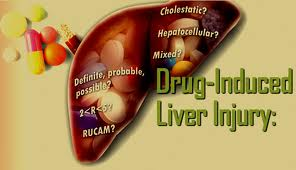 Cholestatic?
Hepatocellular?
Mixed?
Definite, probable,
possible?
2<R<5?
RUCAM?
Drug-Induced
Liver Injury: